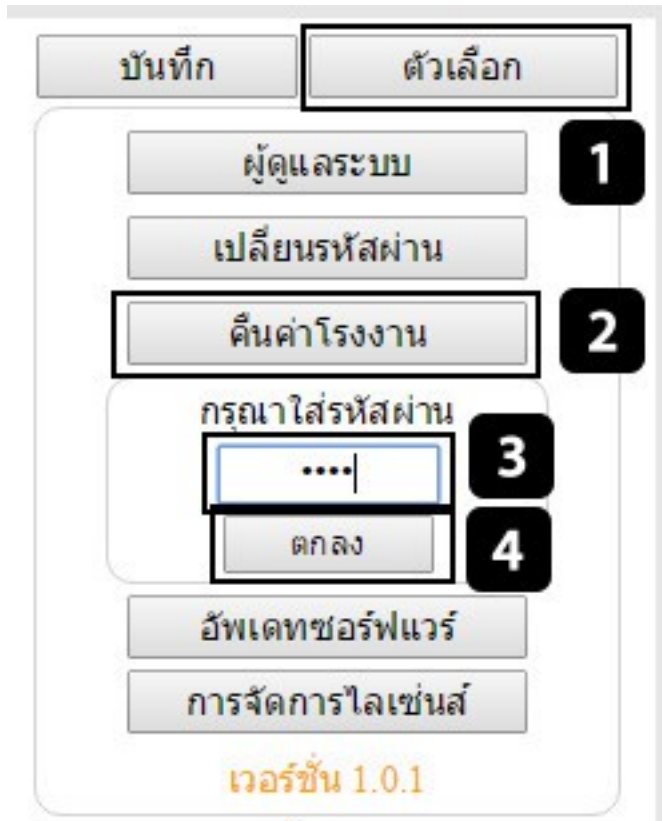 บันทึก ตัวเลือก
ผู้ดูแลระบบ 1
เปลี่ยนรหัสผ่าน
คืนค่าโรงงาน 2
กรุณาใส่รหัสผ่าน
•••• 3
ตกลง 4
อัพเดทซอร์ฟแวร์
การจัดการไลเซ่นส์
เวอร์ชั่น 1.0.1